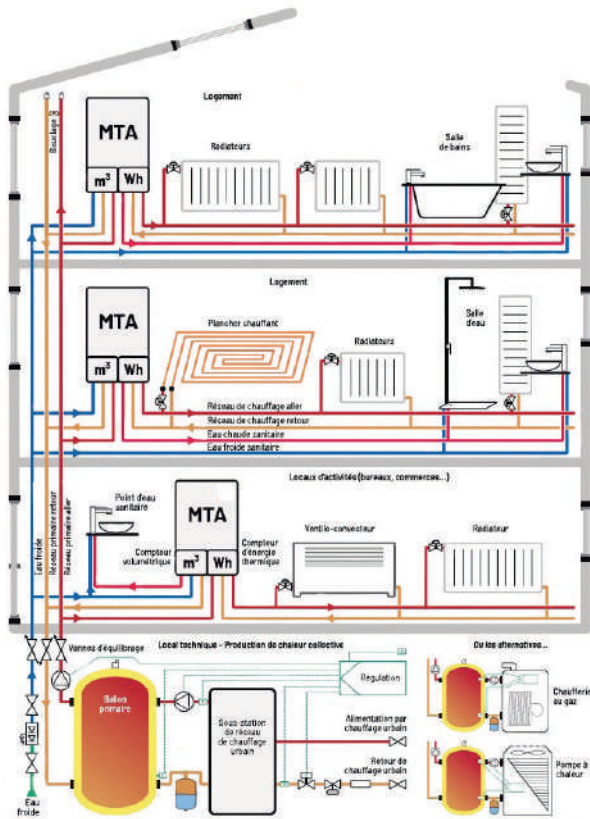 Logement
Bouclage CPO
MTA
m³ Wh
Radiateurs
Salle
de bains
Logement
MTA
m³ Wh
Plancher chauffant
Radiateurs
Salle
d'eau
Réseau de chauffage aller
Réseau de chauffage retour
Eau chaude sanitaire
Eau froide sanitaire
Locaux d'activités (bureaux, commerces...)
Point d'eau
sanitaire
MTA
m³ Wh
Compteur
volumétrique
Compteur
d'énergie
thermique
Ventilo-convecteur
Radiateur
Eau froide
Réseau primaire retour
Réseau primaire aller
Vannes d'équilibrage
Local technique - Production de chaleur collective
Ou les alternatives...
Ballon
primaire
Sous-station
de réseau
de chauffage
urbain
Régulation
Alimentation par
chauffage urbain
Retour de
chauffage urbain
Chaufferie
au gaz
Pompe à
chaleur
Eau
froide